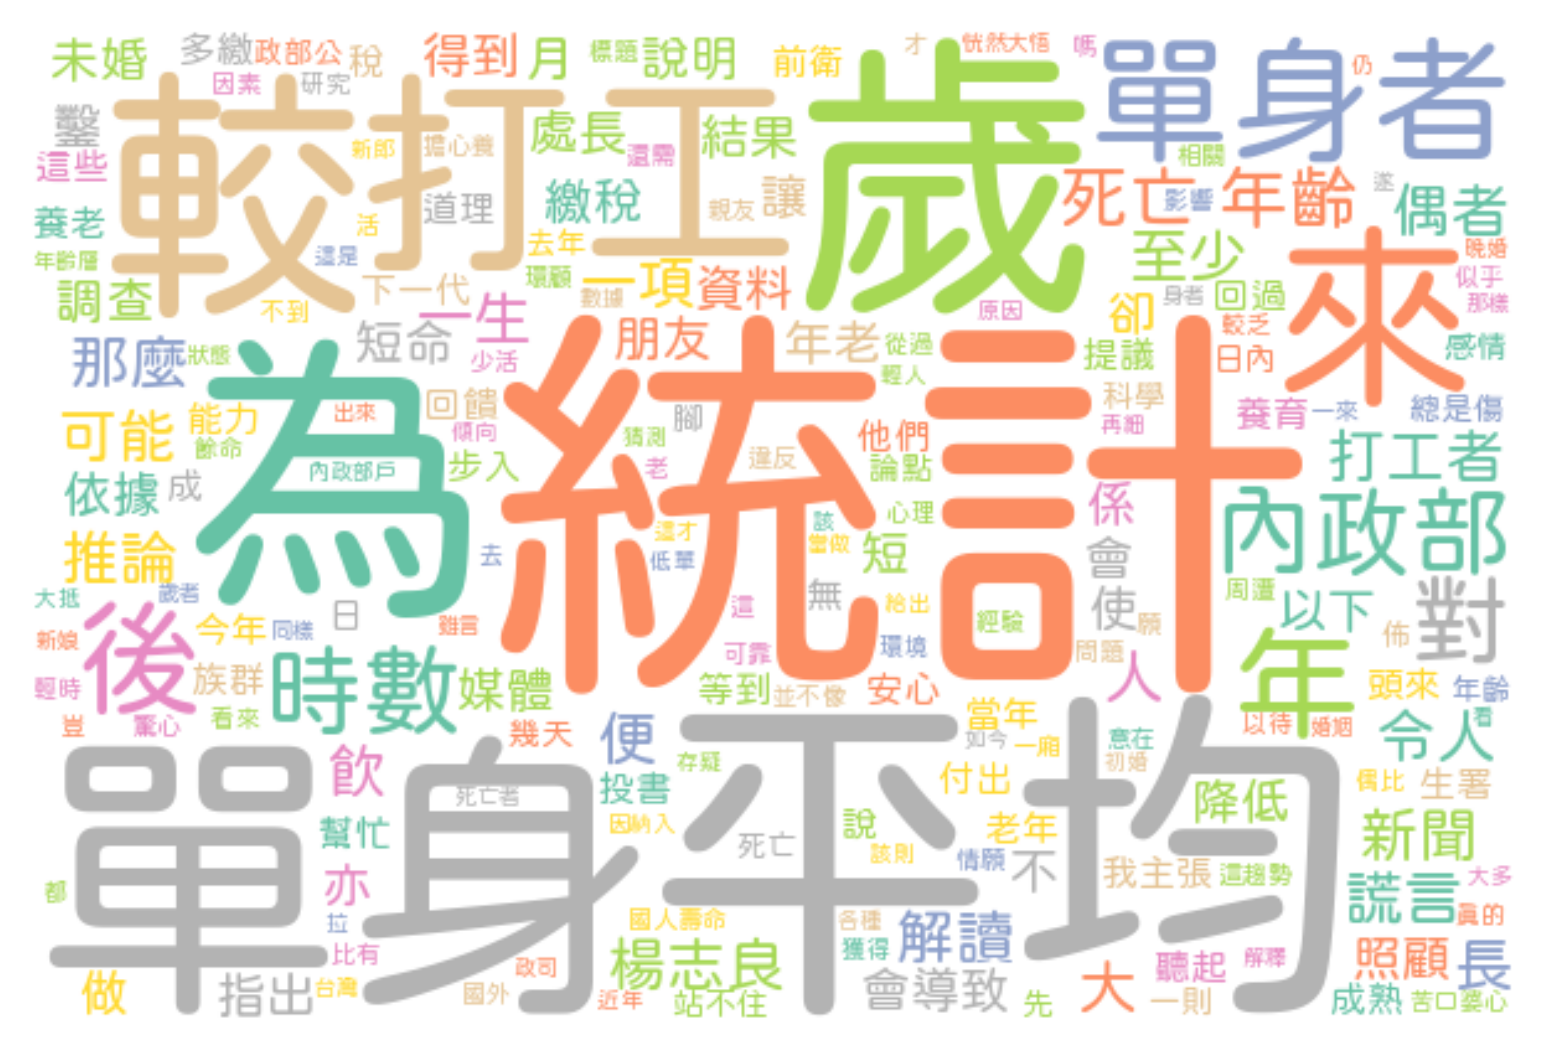 未婚
多繳
政部公
稅
得到
月
標題
說明
前衛
才
恍然大悟
嗎
單身者
仍
因素
研究
鑿
較
打工
處長
結果
歲
新郎
擔心養
還需
相關
這些
死亡
影響
年齡
遂
偶者
養老
道理
繳稅
親友
讓
活
去年
至少
晚婚
年齡層
這是
環顧
似乎
來
調查
下一代
一項
資料
數據
身者
回過
那樣
不到
一生
原因
卻
較乏
短命
朋友
年老
從過
提議
日內
感情
那麼
狀態
少活
輕人
為
統計
科學
養育
一來
總是傷
可能
能力
出來
回饋
腳
傾向
猜測
他們
再細
餘命
打工者
內政部戶
步入
老
違反
論點
依據
成
係
內政部
心理
該
這才
當做
推論
去
低單
短
會
大抵
歲者
無
給出
使
周遭
以下
對
後
今年
同樣
日
雖言
這
經驗
願
佈
新娘
可靠
環境
問題
年
族群
時數
媒體
等到
並不像
安心
人
頭來
年齡
輕時
看來
豈
驚心
幾天
便
當年
以待
婚姻
令人
看
單身
平均
飲
存疑
如今
一廂
意在
初婚
死亡者
投書
付出
降低
偶比
生署
幫忙
因納入
說
老年
新聞
死亡
該則
情願
不
我主張
這趨勢
亦
都
謊言
大多
國人壽命
各種
真的
拉
解讀
比有
楊志良
獲得
聽起
解釋
照顧
長
政司
做
指出
台灣
國外
近年
站不住
會導致
先
大
一則
成熟
苦口婆心